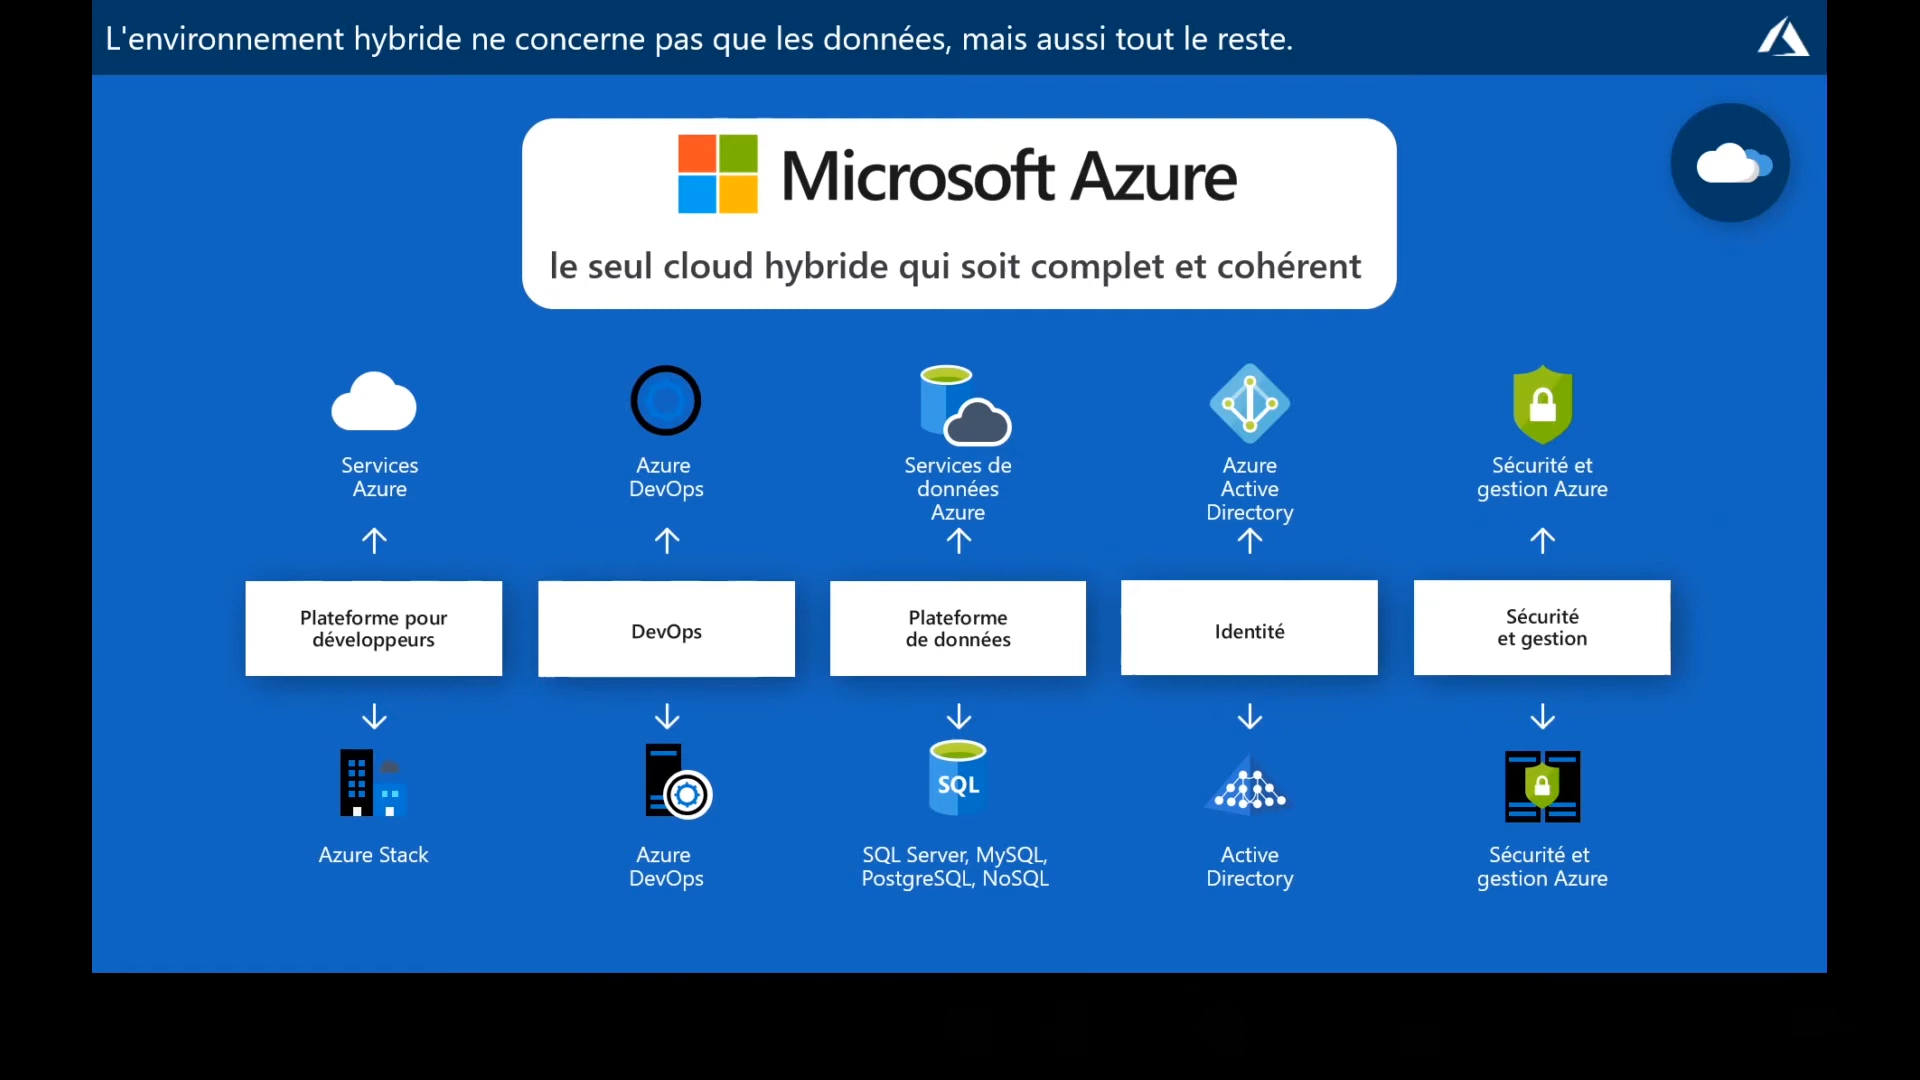 L'environnement hybride ne concerne pas que les données, mais aussi tout le reste.
Microsoft Azure
le seul cloud hybride qui soit complet et cohérent
Services
Azure
Azure
DevOps
Services de
données
Azure
Azure
Active
Directory
Sécurité et
gestion Azure
Plateforme pour
développeurs
DevOps
Plateforme
de données
Identité
Sécurité
et gestion
SQL
Azure Stack
Azure
DevOps
SQL Server, MySQL,
PostgreSQL, NoSQL
Active
Directory
Sécurité et
gestion Azure